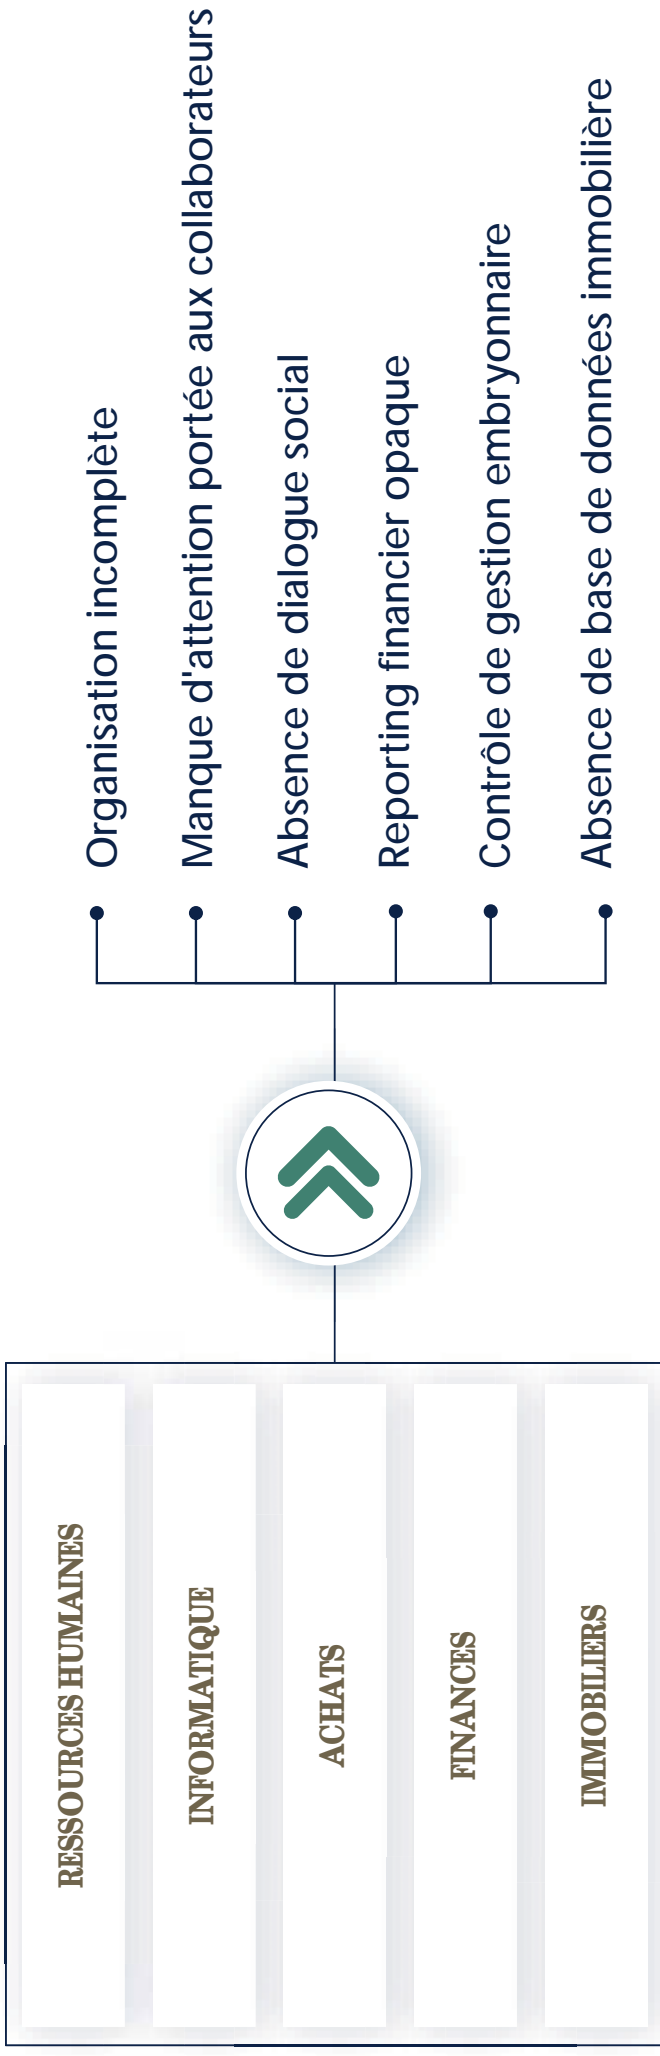 RESSOURCES HUMAINES
INFORMATIQUE
ACHATS
FINANCES
IMMOBILIERS
Organisation incomplète
Manque d'attention portée aux collaborateurs
Absence de dialogue social
Reporting financier opaque
Contrôle de gestion embryonnaire
Absence de base de données immobilière